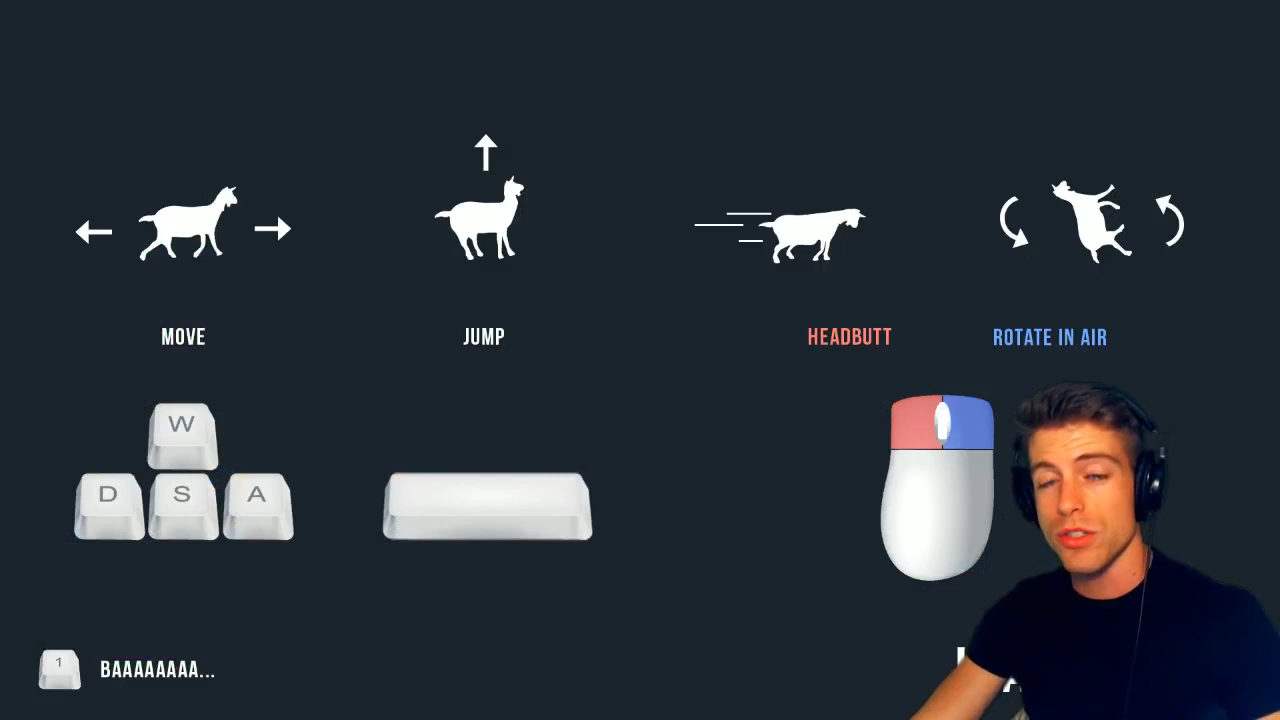 MOVE
JUMP
HEADBUTT
ROTATE IN AIR
W
D S A
1 BAAAAAAAA...